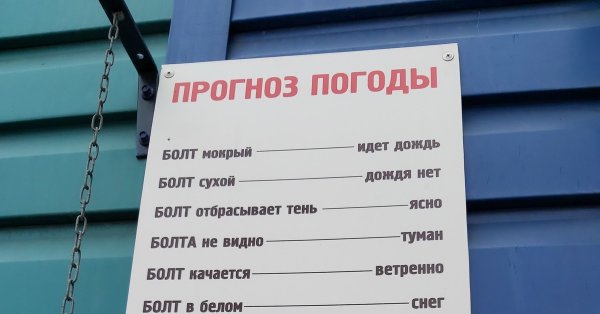 ПРОГНОЗ ПОГОДЫ
БОЛТ мокрый — идет дождь
БОЛТ сухой — дождя нет
БОЛТ отбрасывает тень — ясно
БОЛТА не видно — туман
БОЛТ качается — ветренно
БОЛТ в белом — снег